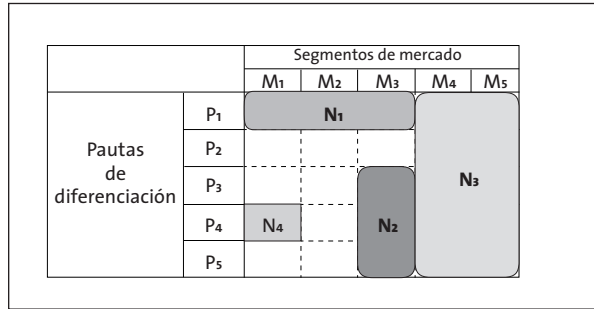 Segmentos de mercado
M1 M2 M3 M4 M5
P1 N1
Pautas
de
diferenciación
P2
P3 N3
P4 N4 N2
P5